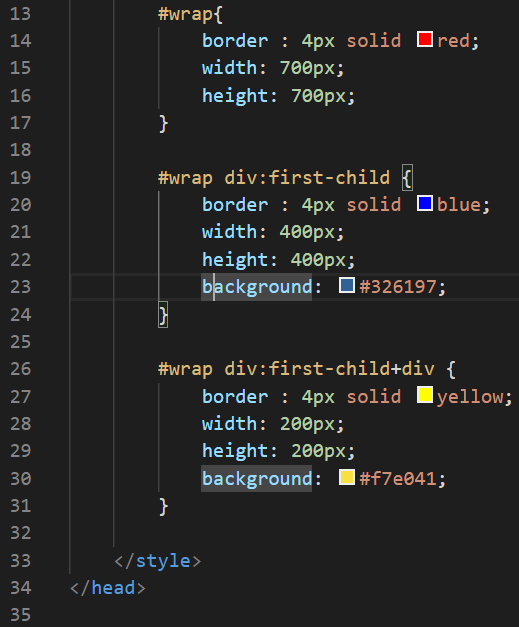 13 #wrap{
14 border : 4px solid red;
15 width: 700px;
16 height: 700px;
17 }
18
19 #wrap div:first-child {
20 border : 4px solid blue;
21 width: 400px;
22 height: 400px;
23 background: #326197;
24 }
25
26 #wrap div:first-child+div {
27 border : 4px solid yellow;
28 width: 200px;
29 height: 200px;
30 background: #f7e041;
31 }
32
33 </style>
34 </head>
35